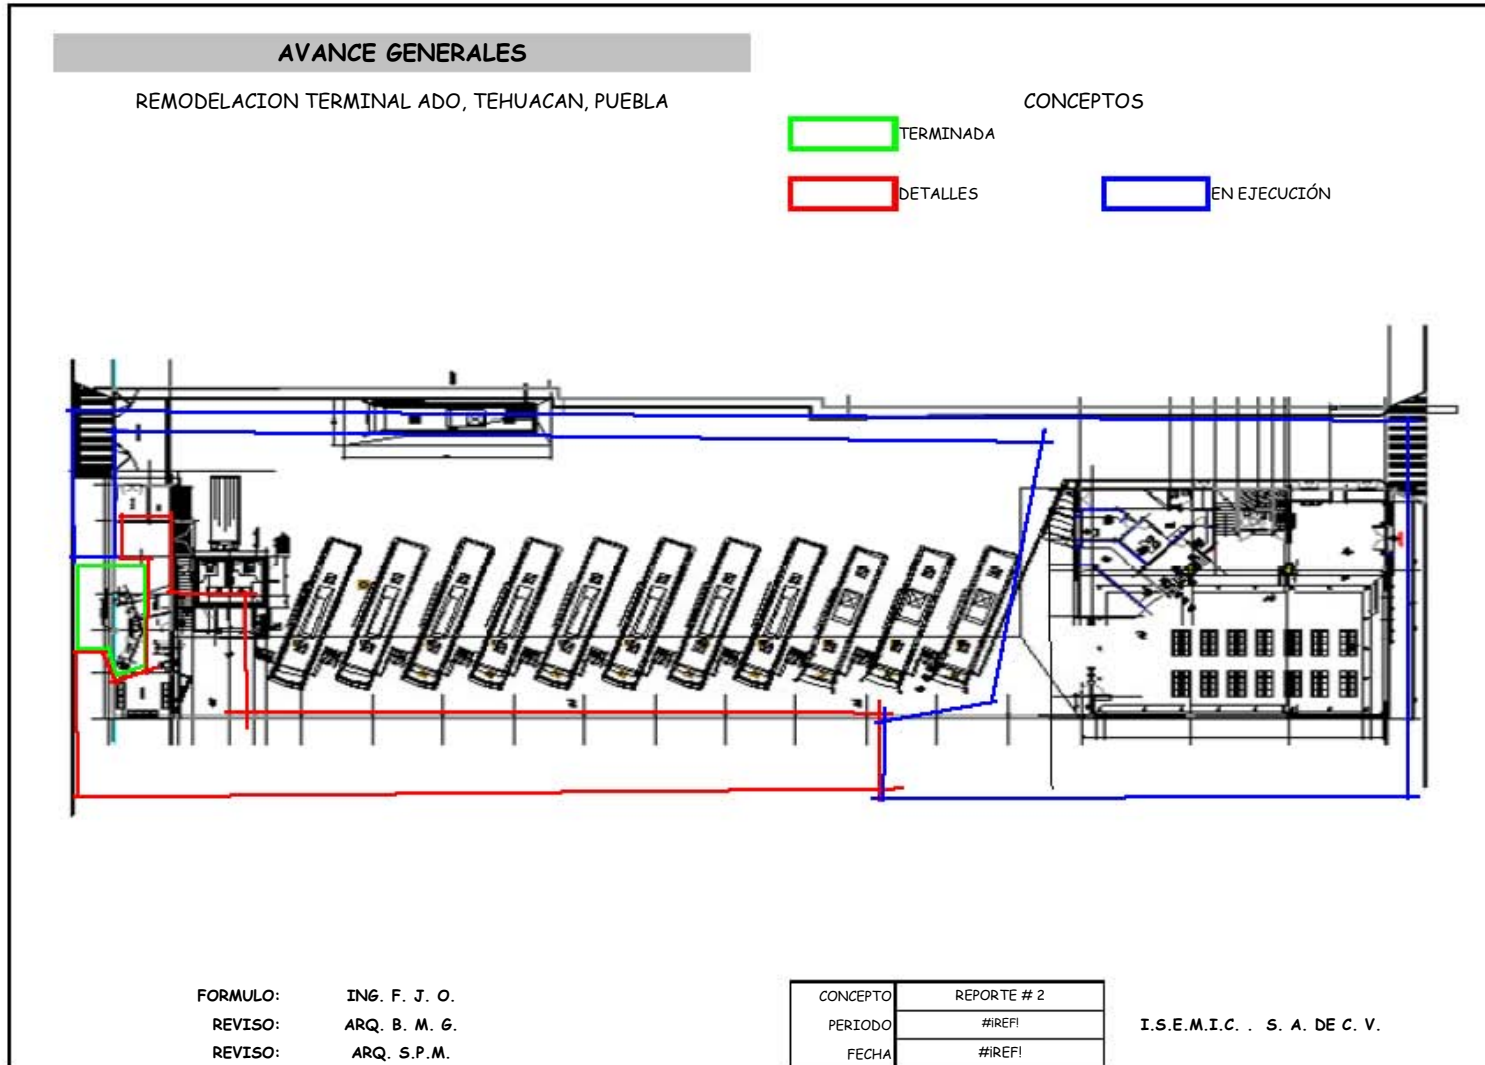 AVANCE GENERALES
REMODELACION TERMINAL ADO, TEHUACAN, PUEBLA
CONCEPTOS
TERMINADA
DETALLES
EN EJECUCIÓN
FORMULO: ING. F. J. O.
REVISO: ARQ. B. M. G.
REVISO: ARQ. S.P.M.
CONCEPTO REPORTE # 2
PERIODO #¡REF!
FECHA #¡REF!
I.S.E.M.I.C. . S. A. DE C. V.